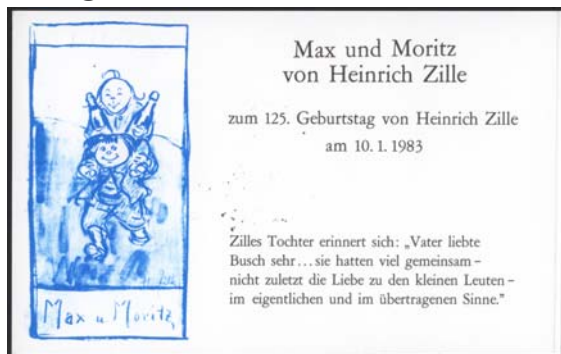 Max und Moritz
von Heinrich Zille
zum 125. Geburtstag von Heinrich Zille
am 10. 1. 1983
Zilles Tochter erinnert sich: „Vater liebte
Busch sehr... sie hatten viel gemeinsam –
nicht zuletzt die Liebe zu den kleinen Leuten –
im eigentlichen und im übertragenen Sinne."
Max u Moritz